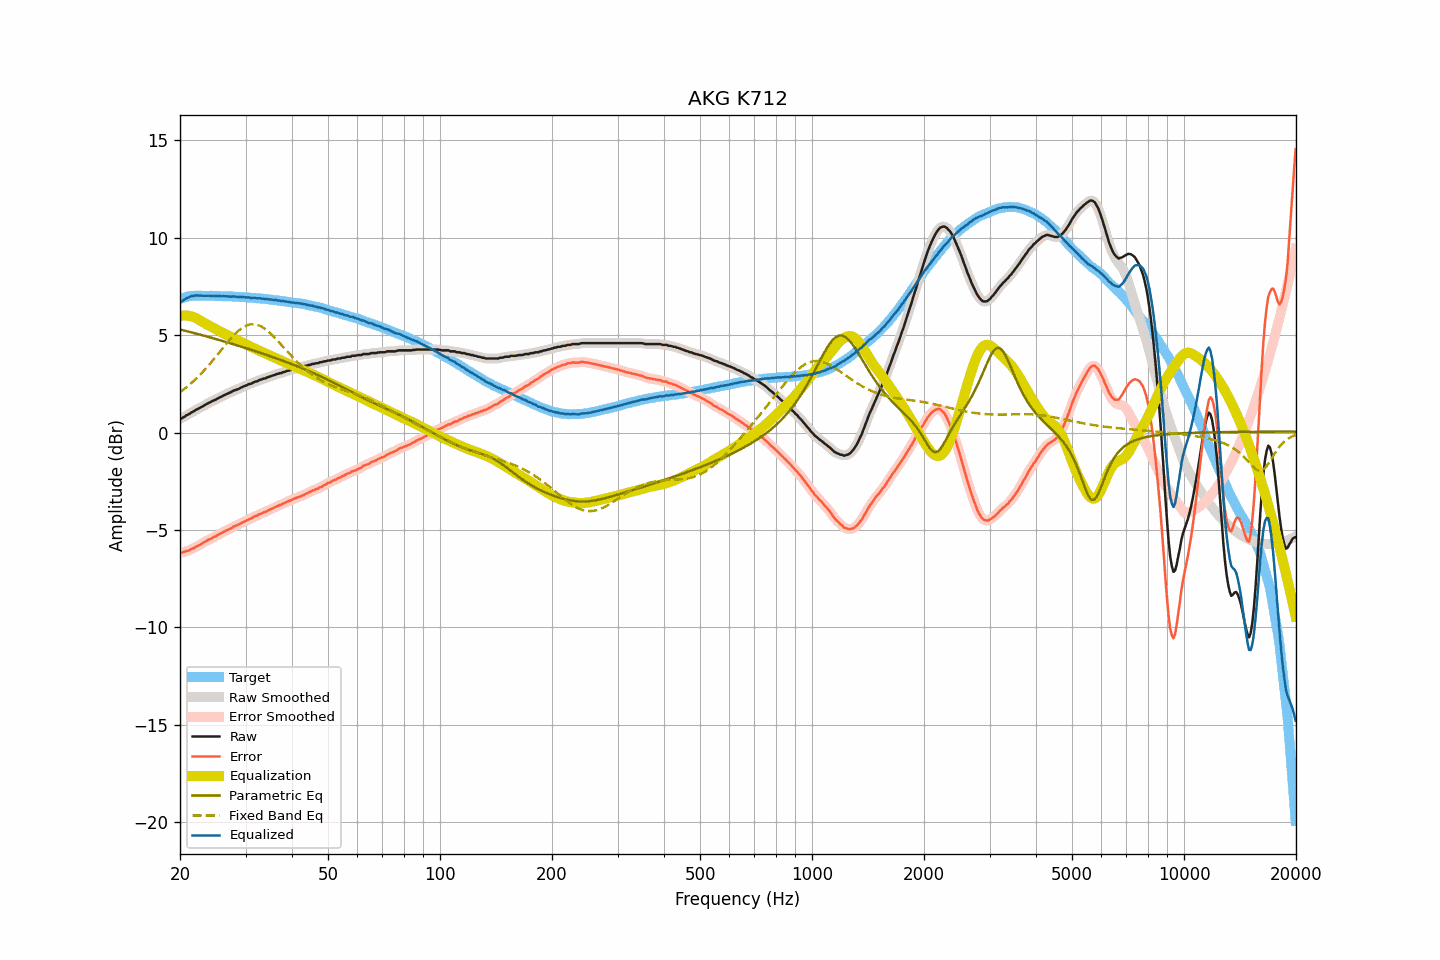 AKG K712
15
10
5
0
−5
−10
−15
−20
Amplitude (dBr)
Target
Raw Smoothed
Error Smoothed
Raw
Error
Equalization
Parametric Eq
Fixed Band Eq
Equalized
20 50 100 200 500 1000 2000 5000 10000 20000
Frequency (Hz)